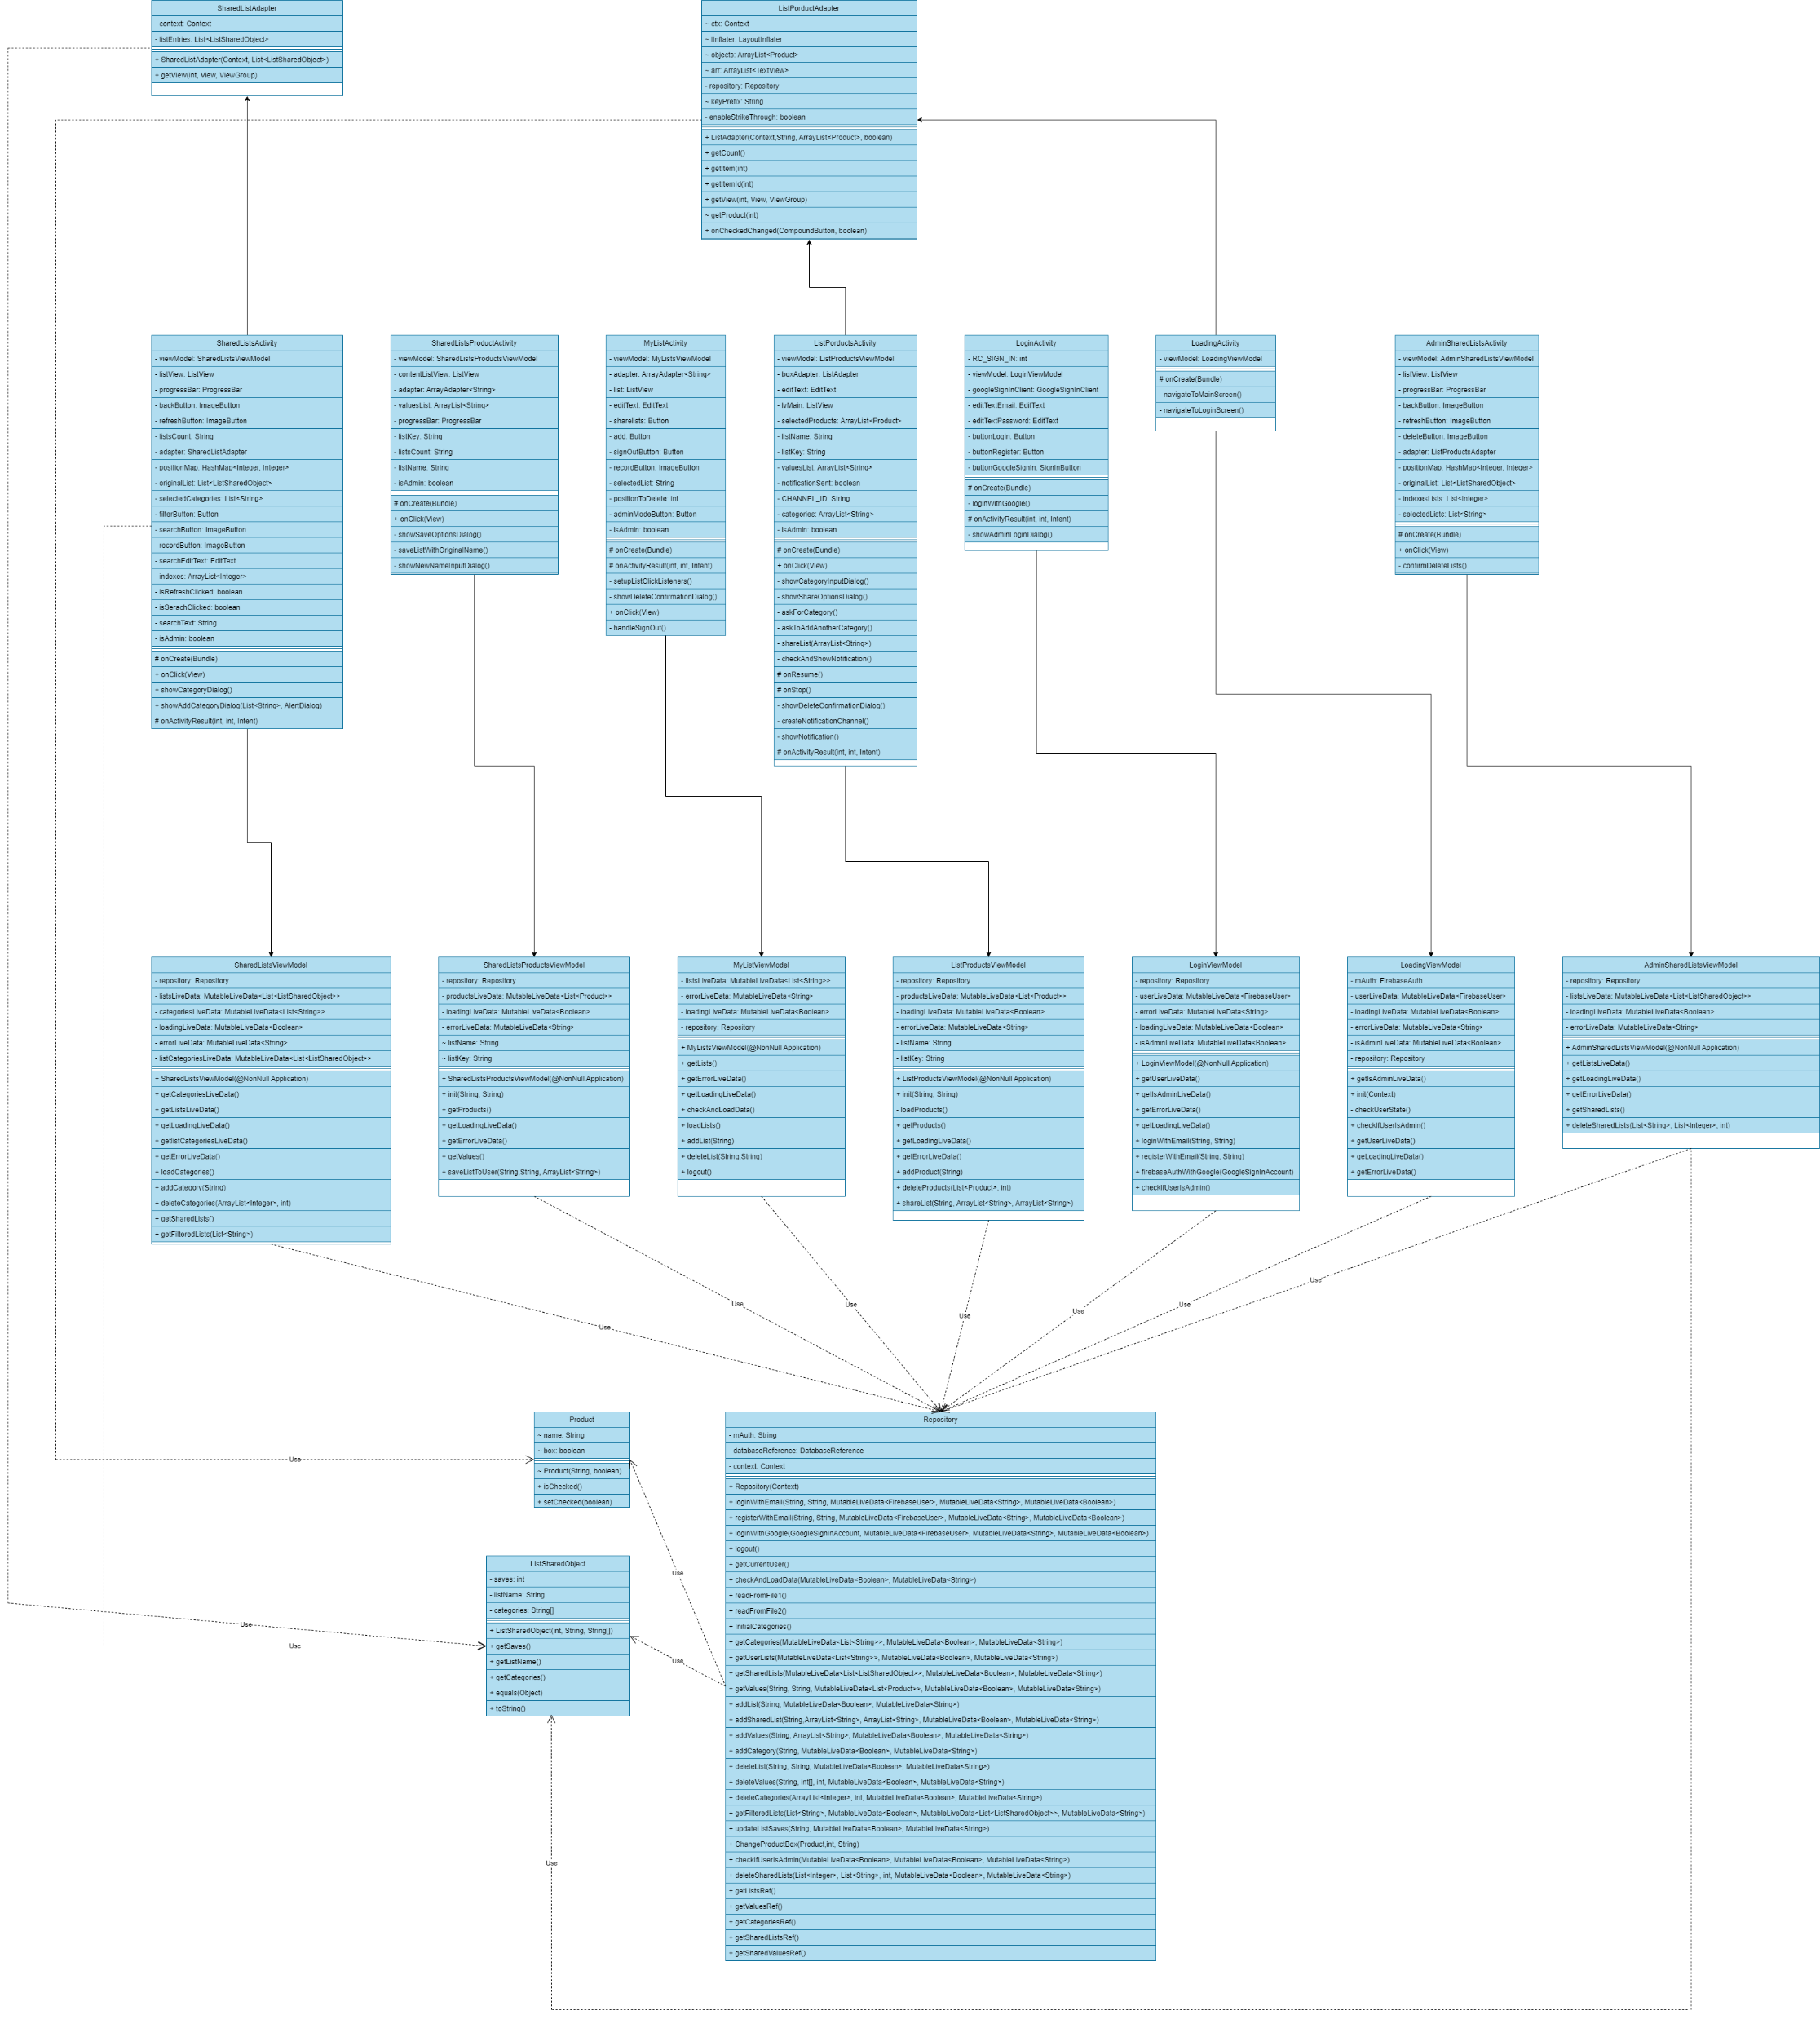 SharedListAdapter
- context: Context
- listEntries: List<ListSharedObject>
+ SharedListAdapter(Context, List<ListSharedObject>)
+ getView(int, View, ViewGroup)
ListPorductAdapter
~ ctx: Context
~ lInflater: LayoutInflater
~ objects: ArrayList<Product>
~ arr: ArrayList<TextView>
- repository: Repository
~ keyPrefix: String
- enableStrikeThrough: boolean
+ ListAdapter(Context,String, ArrayList<Product>, boolean)
+ getCount()
+ getItem(int)
+ getItemId(int)
+ getView(int, View, ViewGroup)
~ getProduct(int)
+ onCheckedChanged(CompoundButton, boolean)
SharedListsActivity
- viewModel: SharedListsViewModel
- listView: ListView
- progressBar: ProgressBar
- backButton: ImageButton
- refreshButton: ImageButton
- listsCount: String
- adapter: SharedListAdapter
- positionMap: HashMap<Integer, Integer>
- originalList: List<ListSharedObject>
- selectedCategories: List<String>
- filterButton: Button
- searchButton: ImageButton
- recordButton: ImageButton
- searchEditText: EditText
- indexes: ArrayList<Integer>
- isRefreshClicked: boolean
- isSerachClicked: boolean
- searchText: String
- isAdmin: boolean
# onCreate(Bundle)
+ onClick(View)
+ showCategoryDialog()
+ showAddCategoryDialog(List<String>, AlertDialog)
# onActivityResult(int, int, Intent)
SharedListsProductActivity
- viewModel: SharedListsProductsViewModel
- contentListView: ListView
- adapter: ArrayAdapter<String>
- valuesList: ArrayList<String>
- progressBar: ProgressBar
- listKey: String
- listsCount: String
- listName: String
- isAdmin: boolean
# onCreate(Bundle)
+ onClick(View)
- showSaveOptionsDialog()
- saveListWithOriginalName()
- showNewNameInputDialog()
MyListActivity
- viewModel: MyListsViewModel
- adapter: ArrayAdapter<String>
- list: ListView
- editText: EditText
- sharelists: Button
- add: Button
- signOutButton: Button
- recordButton: ImageButton
- selectedList: String
- positionToDelete: int
- adminModeButton: Button
- isAdmin: boolean
# onCreate(Bundle)
# onActivityResult(int, int, Intent)
- setupListClickListeners()
- showDeleteConfirmationDialog()
+ onClick(View)
- handleSignOut()
ListPorductsActivity
- viewModel: ListProductsViewModel
- boxAdapter: ListAdapter
- editText: EditText
- lvMain: ListView
- selectedProducts: ArrayList<Product>
- listName: String
- listKey: String
- valuesList: ArrayList<String>
- notificationSent: boolean
- CHANNEL_ID: String
- categories: ArrayList<String>
- isAdmin: boolean
# onCreate(Bundle)
+ onClick(View)
- showCategoryInputDialog()
- showShareOptionsDialog()
- askForCategory()
- askToAddAnotherCategory()
- shareList(ArrayList<String>)
- checkAndShowNotification()
# onResume()
# onStop()
- showDeleteConfirmationDialog()
- createNotificationChannel()
- showNotification()
# onActivityResult(int, int, Intent)
LoginActivity
- RC_SIGN_IN: int
- viewModel: LoginViewModel
- googleSignInClient: GoogleSignInClient
- editTextEmail: EditText
- editTextPassword: EditText
- buttonLogin: Button
- buttonRegister: Button
- buttonGoogleSignIn: SignInButton
# onCreate(Bundle)
- loginWithGoogle()
# onActivityResult(int, int, Intent)
- showAdminLoginDialog()
LoadingActivity
- viewModel: LoadingViewModel
# onCreate(Bundle)
- navigateToMainScreen()
- navigateToLoginScreen()
AdminSharedListsActivity
- viewModel: AdminSharedListsViewModel
- listView: ListView
- progressBar: ProgressBar
- backButton: ImageButton
- refreshButton: ImageButton
- deleteButton: ImageButton
- adapter: ListProductsAdapter
- positionMap: HashMap<Integer, Integer>
- originalList: List<ListSharedObject>
- indexesLists: List<Integer>
- selectedLists: List<String>
# onCreate(Bundle)
+ onClick(View)
- confirmDeleteLists()
SharedListsViewModel
- repository: Repository
- listsLiveData: MutableLiveData<List<ListSharedObject>>
- categoriesLiveData: MutableLiveData<List<String>>
- loadingLiveData: MutableLiveData<Boolean>
- errorLiveData: MutableLiveData<String>
- listCategoriesLiveData: MutableLiveData<List<ListSharedObject>>
+ SharedListsViewModel(@NonNull Application)
+ getCategoriesLiveData()
+ getListsLiveData()
+ getLoadingLiveData()
+ getlistCategoriesLiveData()
+ getErrorLiveData()
+ loadCategories()
+ addCategory(String)
+ deleteCategories(ArrayList<Integer>, int)
+ getSharedLists()
+ getFilteredLists(List<String>)
SharedListsProductsViewModel
- repository: Repository
- productsLiveData: MutableLiveData<List<Product>>
- loadingLiveData: MutableLiveData<Boolean>
- errorLiveData: MutableLiveData<String>
~ listName: String
~ listKey: String
+ SharedListsProductsViewModel(@NonNull Application)
+ init(String, String)
+ getProducts()
+ getLoadingLiveData()
+ getErrorLiveData()
+ getValues()
+ saveListToUser(String,String, ArrayList<String>)
MyListViewModel
- listsLiveData: MutableLiveData<List<String>>
- errorLiveData: MutableLiveData<String>
- loadingLiveData: MutableLiveData<Boolean>
- repository: Repository
+ MyListsViewModel(@NonNull Application)
+ getLists()
+ getErrorLiveData()
+ getLoadingLiveData()
+ checkAndLoadData()
+ loadLists()
+ addList(String)
+ deleteList(String,String)
+ logout()
ListProductsViewModel
- repository: Repository
- productsLiveData: MutableLiveData<List<Product>>
- loadingLiveData: MutableLiveData<Boolean>
- errorLiveData: MutableLiveData<String>
- listName: String
- listKey: String
+ ListProductsViewModel(@NonNull Application)
+ init(String, String)
- loadProducts()
+ getProducts()
+ getLoadingLiveData()
+ getErrorLiveData()
+ addProduct(String)
+ deleteProducts(List<Product>, int)
+ shareList(String, ArrayList<String>, ArrayList<String>)
LoginViewModel
- repository: Repository
- userLiveData: MutableLiveData<FirebaseUser>
- errorLiveData: MutableLiveData<String>
- loadingLiveData: MutableLiveData<Boolean>
- isAdminLiveData: MutableLiveData<Boolean>
+ LoginViewModel(@NonNull Application)
+ getUserLiveData()
+ getIsAdminLiveData()
+ getErrorLiveData()
+ getLoadingLiveData()
+ loginWithEmail(String, String)
+ registerWithEmail(String, String)
+ firebaseAuthWithGoogle(GoogleSignInAccount)
+ checkIfUserIsAdmin()
LoadingViewModel
- mAuth: FirebaseAuth
- userLiveData: MutableLiveData<FirebaseUser>
- loadingLiveData: MutableLiveData<Boolean>
- errorLiveData: MutableLiveData<String>
- isAdminLiveData: MutableLiveData<Boolean>
- repository: Repository
+ getIsAdminLiveData()
+ init(Context)
- checkUserState()
+ checkIfUserIsAdmin()
+ getUserLiveData()
+ geLoadingLiveData()
+ getErrorLiveData()
AdminSharedListsViewModel
- repository: Repository
- listsLiveData: MutableLiveData<List<ListSharedObject>>
- loadingLiveData: MutableLiveData<Boolean>
- errorLiveData: MutableLiveData<String>
+ AdminSharedListsViewModel(@NonNull Application)
+ getListsLiveData()
+ getLoadingLiveData()
+ getErrorLiveData()
+ getSharedLists()
+ deleteSharedLists(List<String>, List<Integer>, int)
Use
Use
Use
Use
Use
Use
Use
Product
~ name: String
~ box: boolean
~ Product(String, boolean)
+ isChecked()
+ setChecked(boolean)
Use
Use
ListSharedObject
- saves: int
- listName: String
- categories: String[]
+ ListSharedObject(int, String, String[])
+ getSaves()
+ getListName()
+ getCategories()
+ equals(Object)
+ toString()
Use
Use
Use
Use
Repository
- mAuth: String
- databaseReference: DatabaseReference
- context: Context
+ Repository(Context)
+ loginWithEmail(String, String, MutableLiveData<FirebaseUser>, MutableLiveData<String>, MutableLiveData<Boolean>)
+ registerWithEmail(String, String, MutableLiveData<FirebaseUser>, MutableLiveData<String>, MutableLiveData<Boolean>)
+ loginWithGoogle(GoogleSignInAccount, MutableLiveData<FirebaseUser>, MutableLiveData<String>, MutableLiveData<Boolean>)
+ logout()
+ getCurrentUser()
+ checkAndLoadData(MutableLiveData<Boolean>, MutableLiveData<String>)
+ readFromFile1()
+ readFromFile2()
+ InitialCategories()
+ getCategories(MutableLiveData<List<String>>, MutableLiveData<Boolean>, MutableLiveData<String>)
+ getUserLists(MutableLiveData<List<String>>, MutableLiveData<Boolean>, MutableLiveData<String>)
+ getSharedLists(MutableLiveData<List<ListSharedObject>>, MutableLiveData<Boolean>, MutableLiveData<String>)
+ getValues(String, String, MutableLiveData<List<Product>>, MutableLiveData<Boolean>, MutableLiveData<String>)
+ addList(String, MutableLiveData<Boolean>, MutableLiveData<String>)
+ addSharedList(String,ArrayList<String>, ArrayList<String>, MutableLiveData<Boolean>, MutableLiveData<String>)
+ addValues(String, ArrayList<String>, MutableLiveData<Boolean>, MutableLiveData<String>)
+ addCategory(String, MutableLiveData<Boolean>, MutableLiveData<String>)
+ deleteList(String, String, MutableLiveData<Boolean>, MutableLiveData<String>)
+ deleteValues(String, int[], int, MutableLiveData<Boolean>, MutableLiveData<String>)
+ deleteCategories(ArrayList<Integer>, int, MutableLiveData<Boolean>, MutableLiveData<String>)
+ getFilteredLists(List<String>, MutableLiveData<Boolean>, MutableLiveData<List<ListSharedObject>>, MutableLiveData<String>)
+ updateListSaves(String, MutableLiveData<Boolean>, MutableLiveData<String>)
+ ChangeProductBox(Product,int, String)
+ checkIfUserIsAdmin(MutableLiveData<Boolean>, MutableLiveData<Boolean>, MutableLiveData<String>)
+ deleteSharedLists(List<Integer>, List<String>, int, MutableLiveData<Boolean>, MutableLiveData<String>)
+ getListsRef()
+ getValuesRef()
+ getCategoriesRef()
+ getSharedListsRef()
+ getSharedValuesRef()